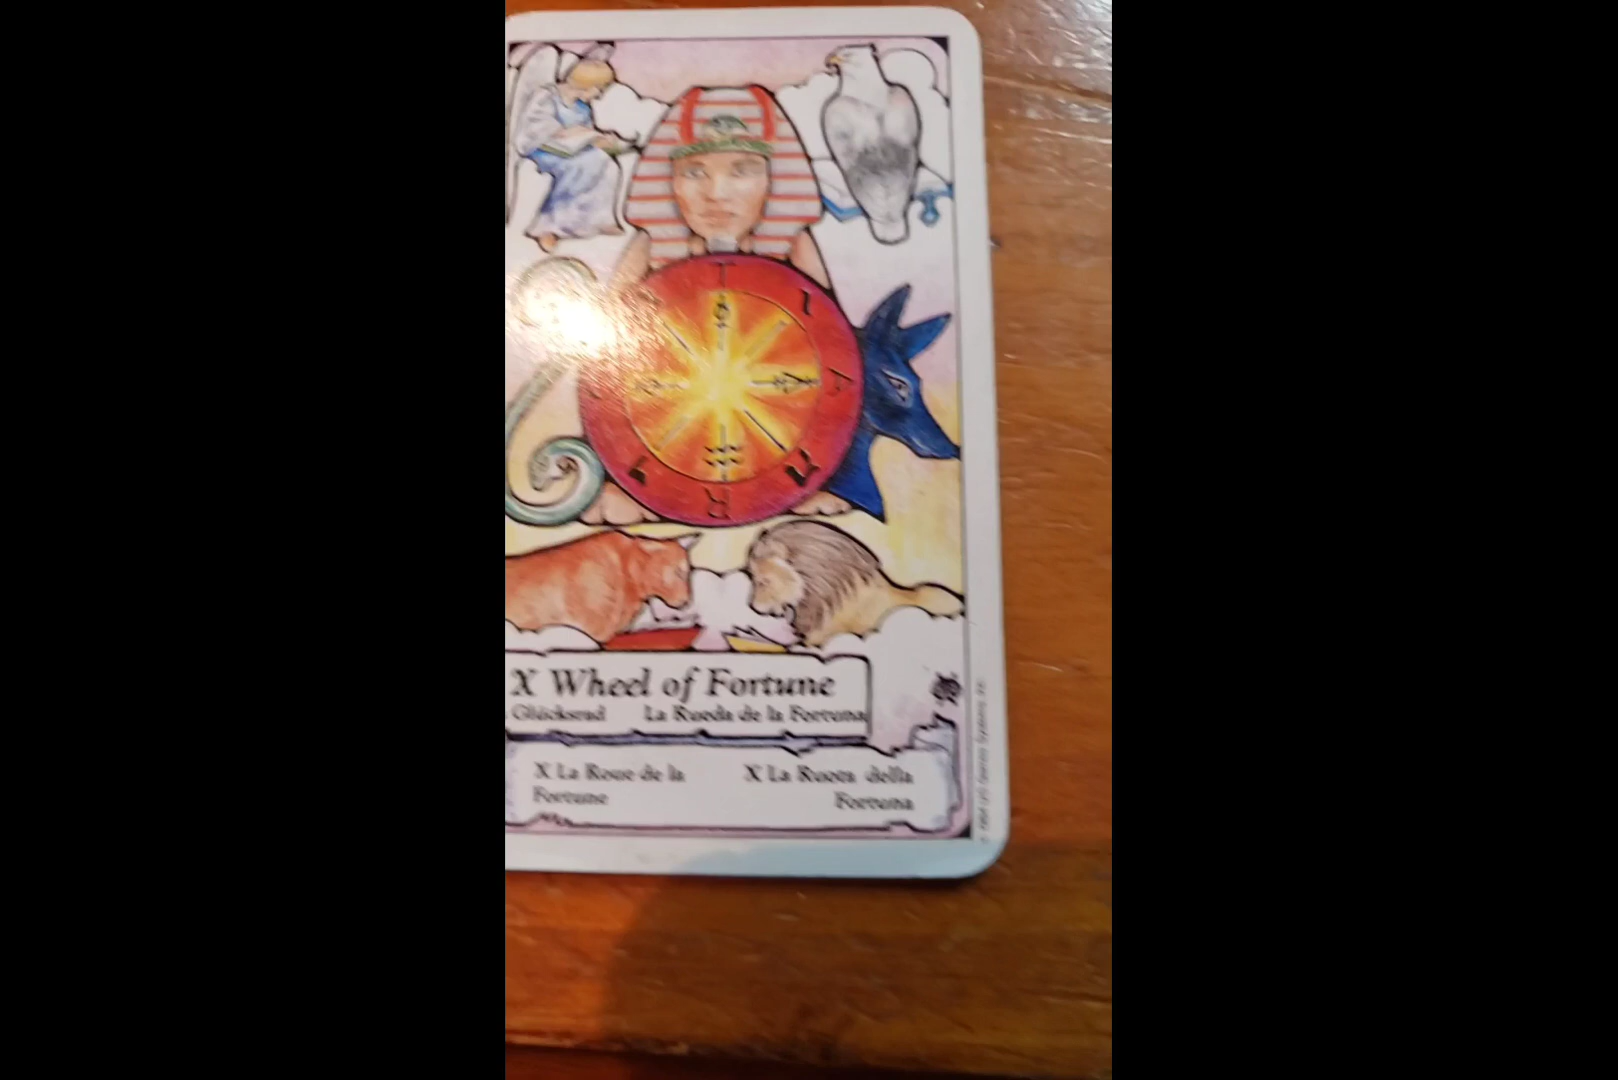 X Wheel of Fortune
Glücksrad La Rueda de la Fortuna
X La Roue de la X La Ruota della
Fortune Fortuna